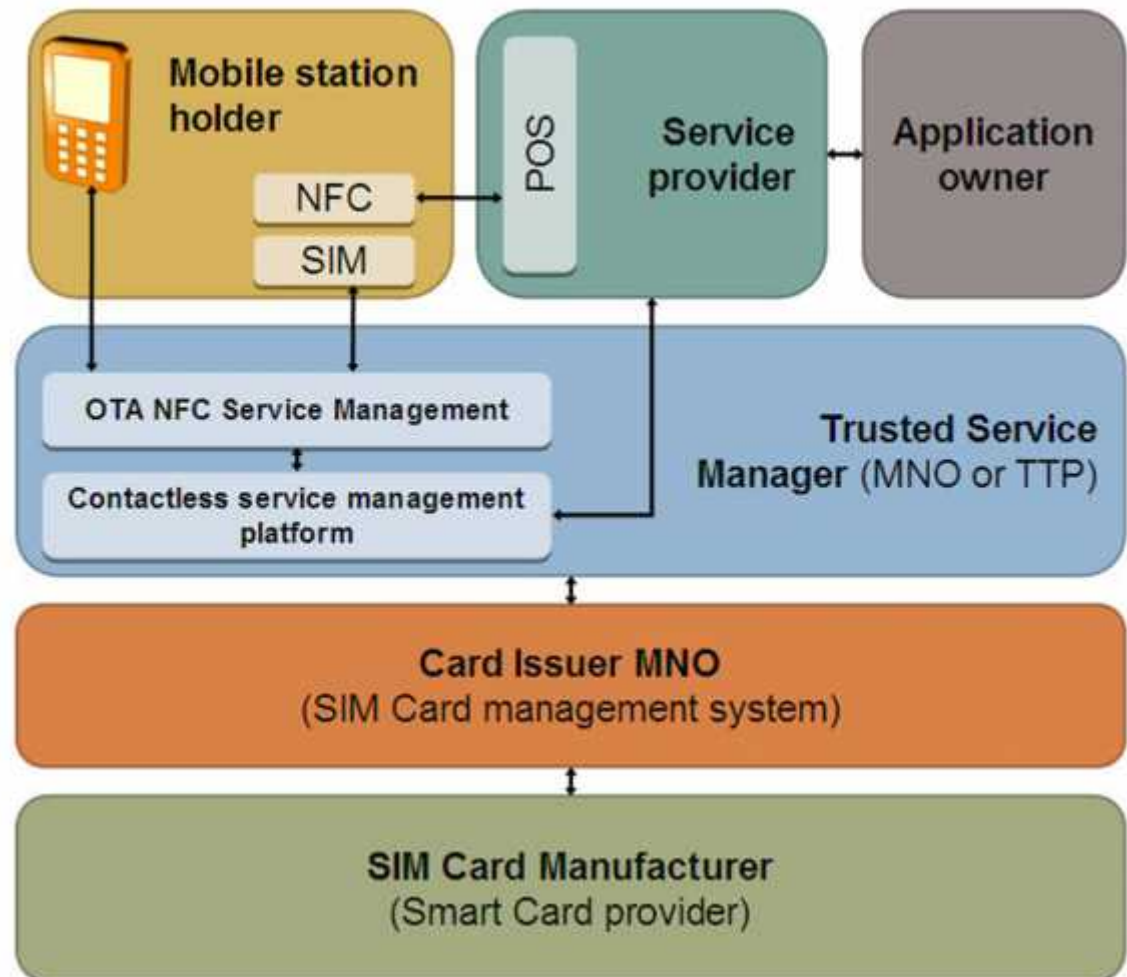 Mobile station
holder
NFC
SIM
POS
Service
provider
Application
owner
OTA NFC Service Management
Contactless service management
platform
Trusted Service
Manager (MNO or TTP)
Card Issuer MNO
(SIM Card management system)
SIM Card Manufacturer
(Smart Card provider)